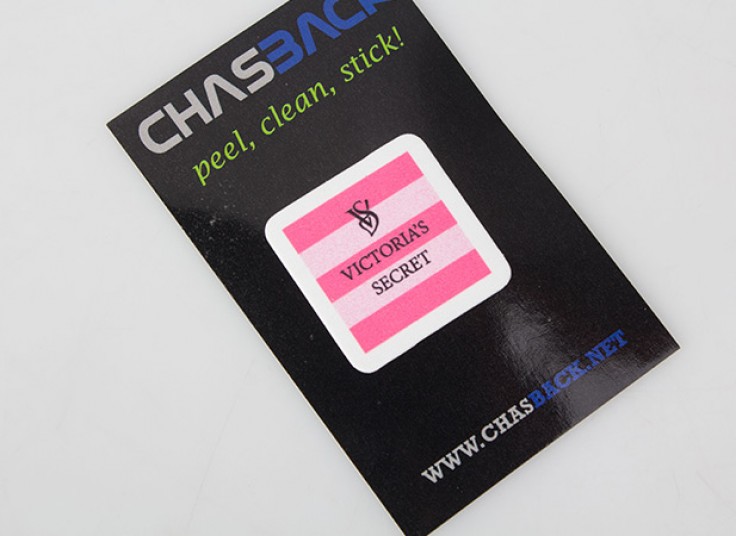 CHASBACK
peel, clean, stick!
VS
VICTORIA'S
SECRET
WWW.CHASBACK.NET